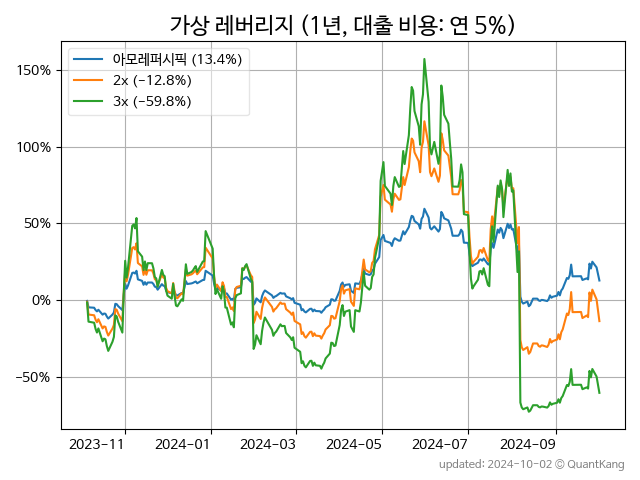 가상 레버리지 (1년, 대출 비용: 연 5%)
아모레퍼시픽 (13.4%)
2x (−12.8%)
3x (−59.8%)
150%
100%
50%
0%
−50%
2023-11 2024-01 2024-03 2024-05 2024-07 2024-09
updated: 2024-10-02 © QuantKang